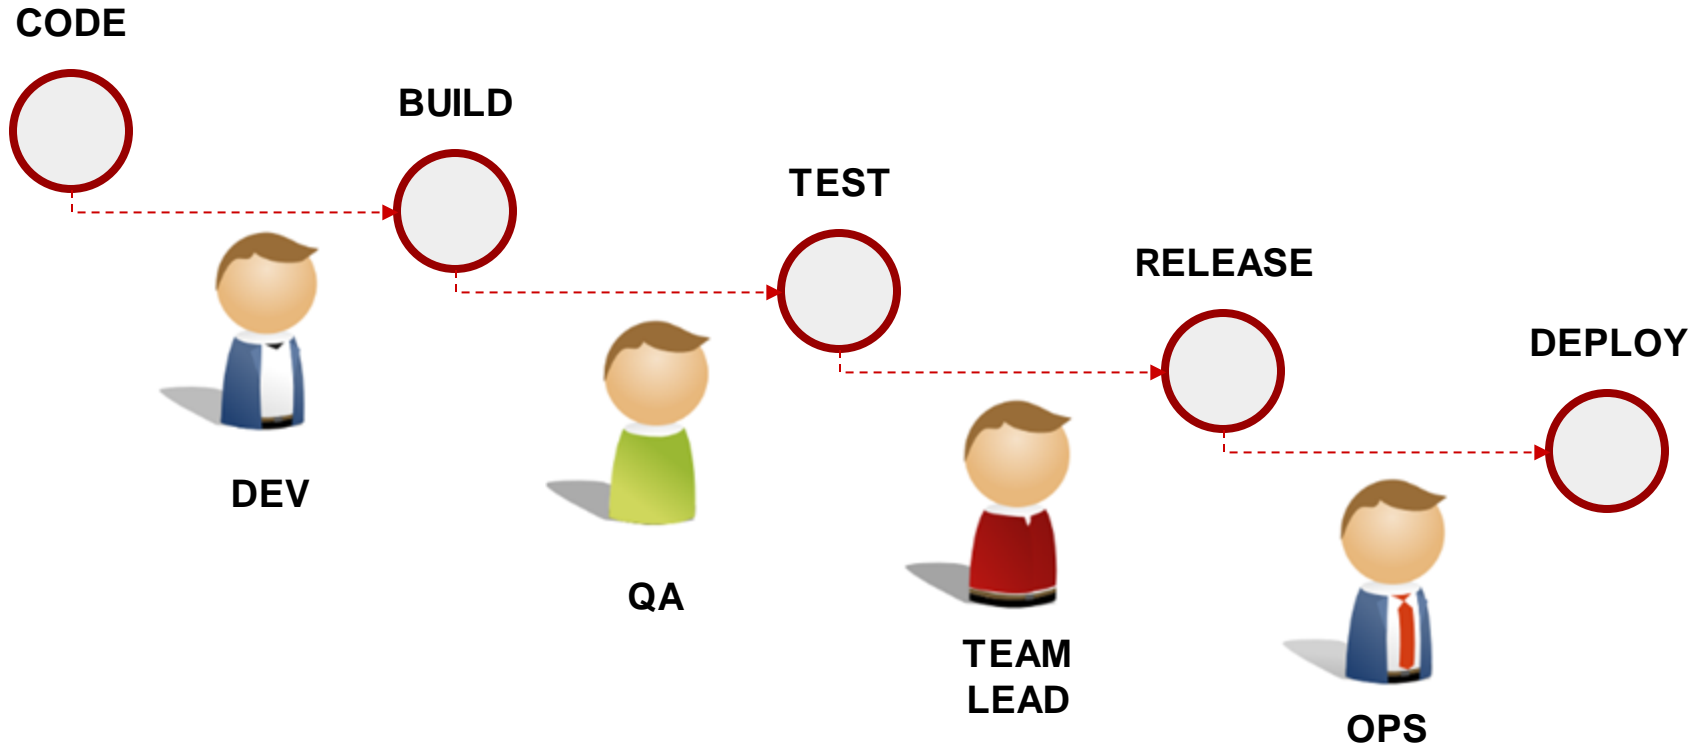 CODE
BUILD
TEST
RELEASE
DEPLOY
DEV
QA
TEAM
LEAD
OPS